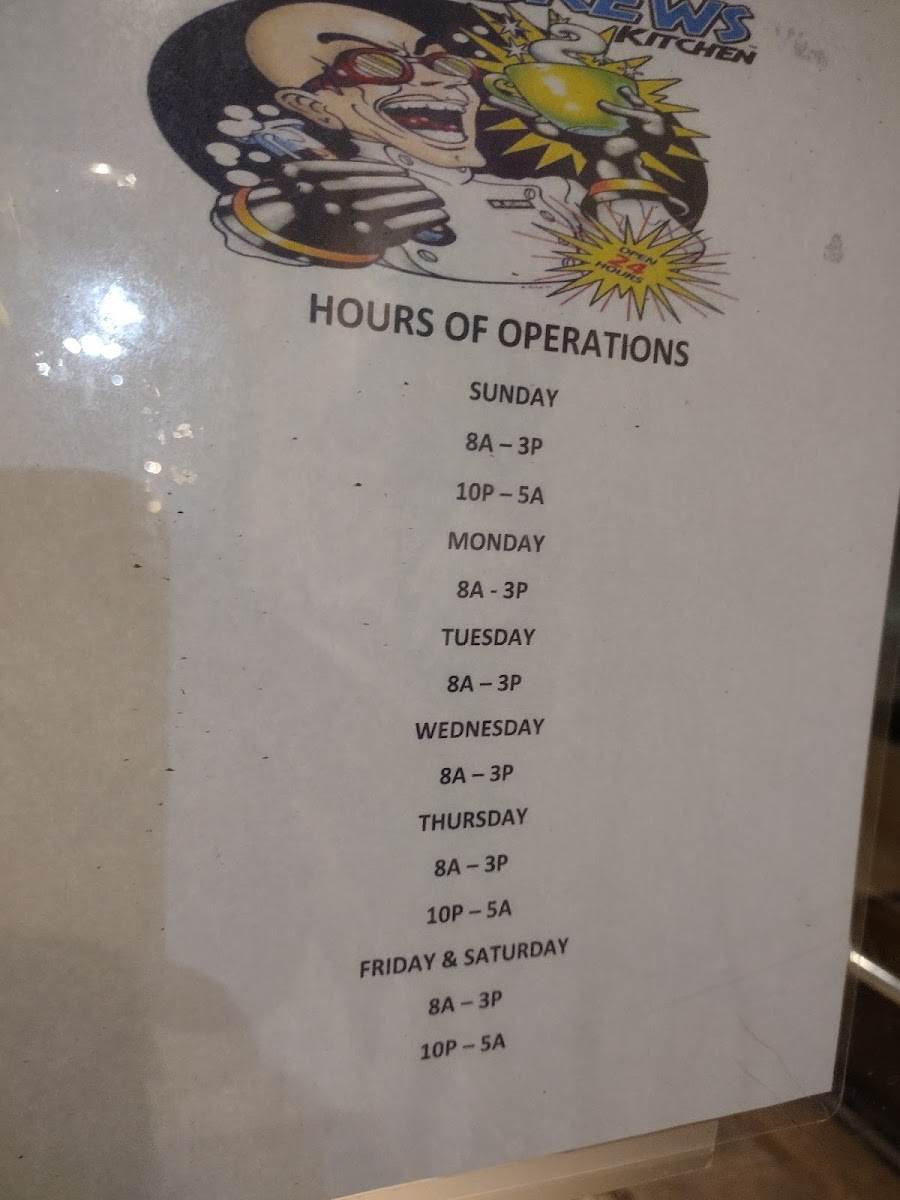 KITCHEN
OPEN
24
HOURS
HOURS OF OPERATIONS
SUNDAY
8A – 3P
10P – 5A
MONDAY
8A - 3P
TUESDAY
8A – 3P
WEDNESDAY
8A – 3P
THURSDAY
8A – 3P
10P – 5A
FRIDAY & SATURDAY
8A – 3P
10P – 5A